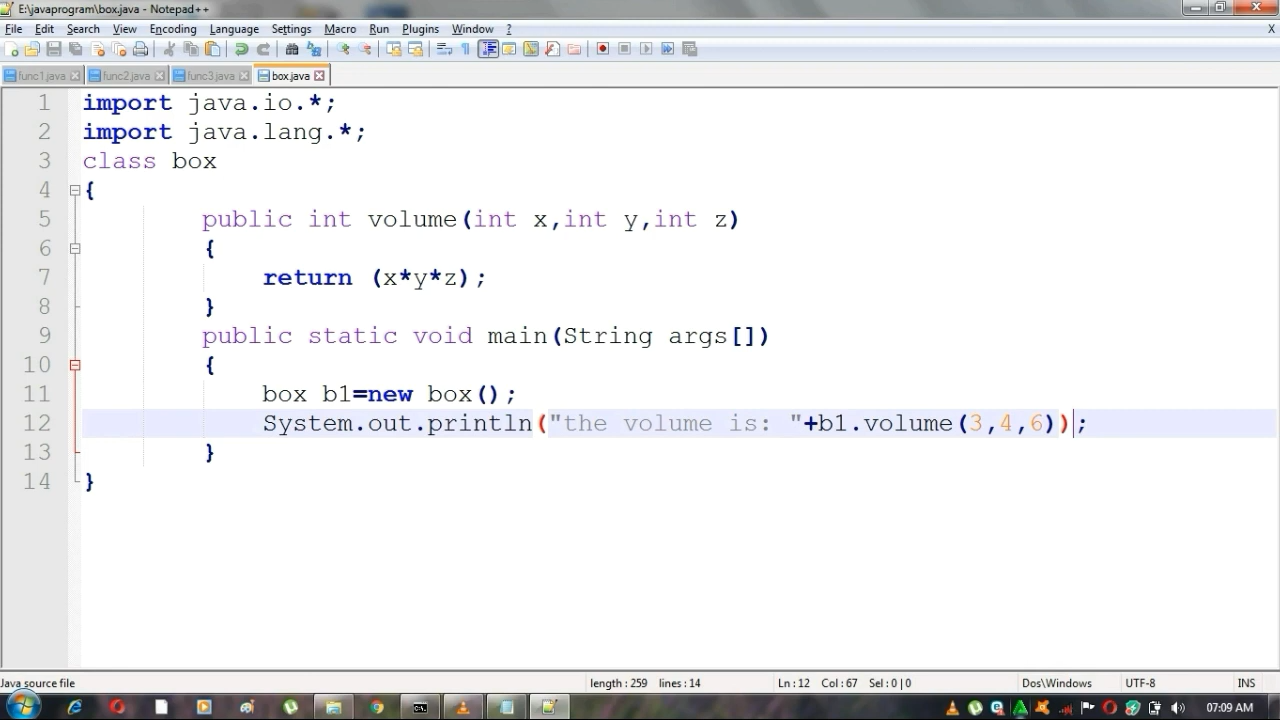 E:\javaprogram\box.java - Notepad++
File Edit Search View Encoding Language Settings Macro Run Plugins Window ? X
func1.java func2.java func3.java box.java
1 import java.io.*;
2 import java.lang.*;
3 class box
4 {
5 public int volume(int x,int y,int z)
6 {
7 return (x*y*z);
8 }
9 public static void main(String args[])
10 {
11 box b1=new box();
12 System.out.println("the volume is: "+b1.volume(3,4,6));
13 }
14 }
Java source file length : 259 lines : 14 Ln : 12 Col : 67 Sel : 0 | 0 Dos\Windows UTF-8 INS
07:09 AM